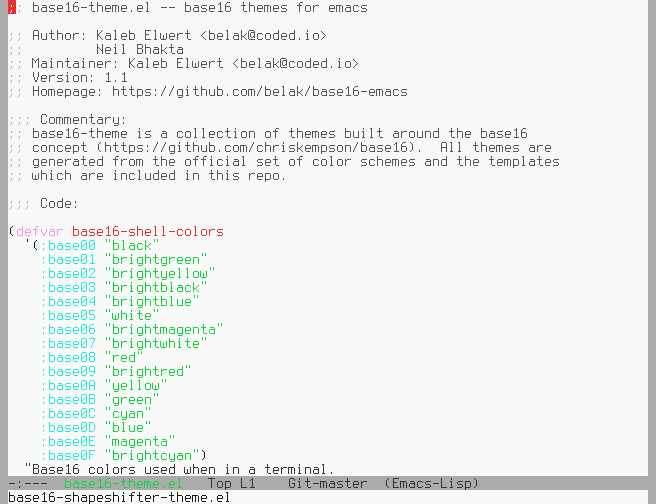 ;; base16-theme.el -- base16 themes for emacs

;; Author: Kaleb Elwert <belak@coded.io>
;;         Neil Bhakta
;; Maintainer: Kaleb Elwert <belak@coded.io>
;; Version: 1.1
;; Homepage: https://github.com/belak/base16-emacs

;;; Commentary:
;; base16-theme is a collection of themes built around the base16
;; concept (https://github.com/chriskempson/base16).  All themes are
;; generated from the official set of color schemes and the templates
;; which are included in this repo.

;;; Code:

(defvar base16-shell-colors
  '(:base00 "black"
    :base01 "brightgreen"
    :base02 "brightyellow"
    :base03 "brightblack"
    :base04 "brightblue"
    :base05 "white"
    :base06 "brightmagenta"
    :base07 "brightwhite"
    :base08 "red"
    :base09 "brightred"
    :base0A "yellow"
    :base0B "green"
    :base0C "cyan"
    :base0D "blue"
    :base0E "magenta"
    :base0F "brightcyan")
  "Base16 colors used when in a terminal.
-:---  base16-theme.el   Top L1    Git-master  (Emacs-Lisp)
base16-shapeshifter-theme.el